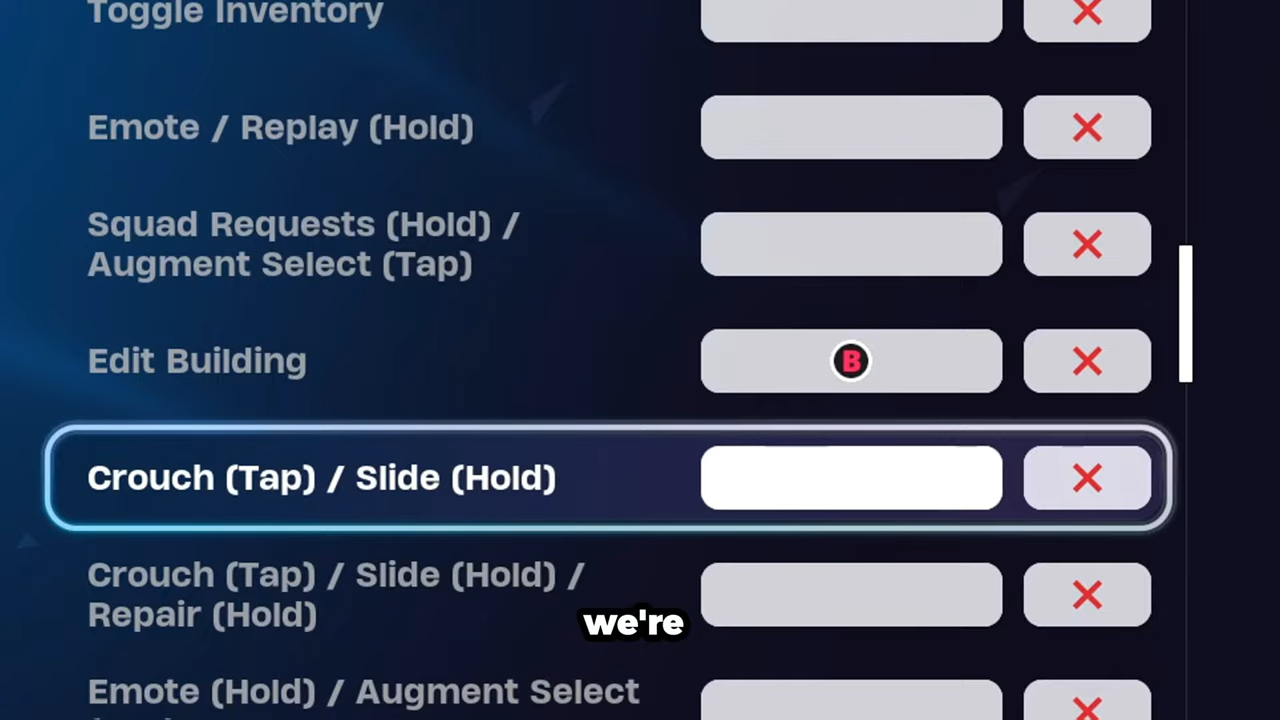 Toggle Inventory
Emote / Replay (Hold)
Squad Requests (Hold) /
Augment Select (Tap)
Edit Building
B
Crouch (Tap) / Slide (Hold)
Crouch (Tap) / Slide (Hold) /
Repair (Hold)
we're
Emote (Hold) / Augment Select